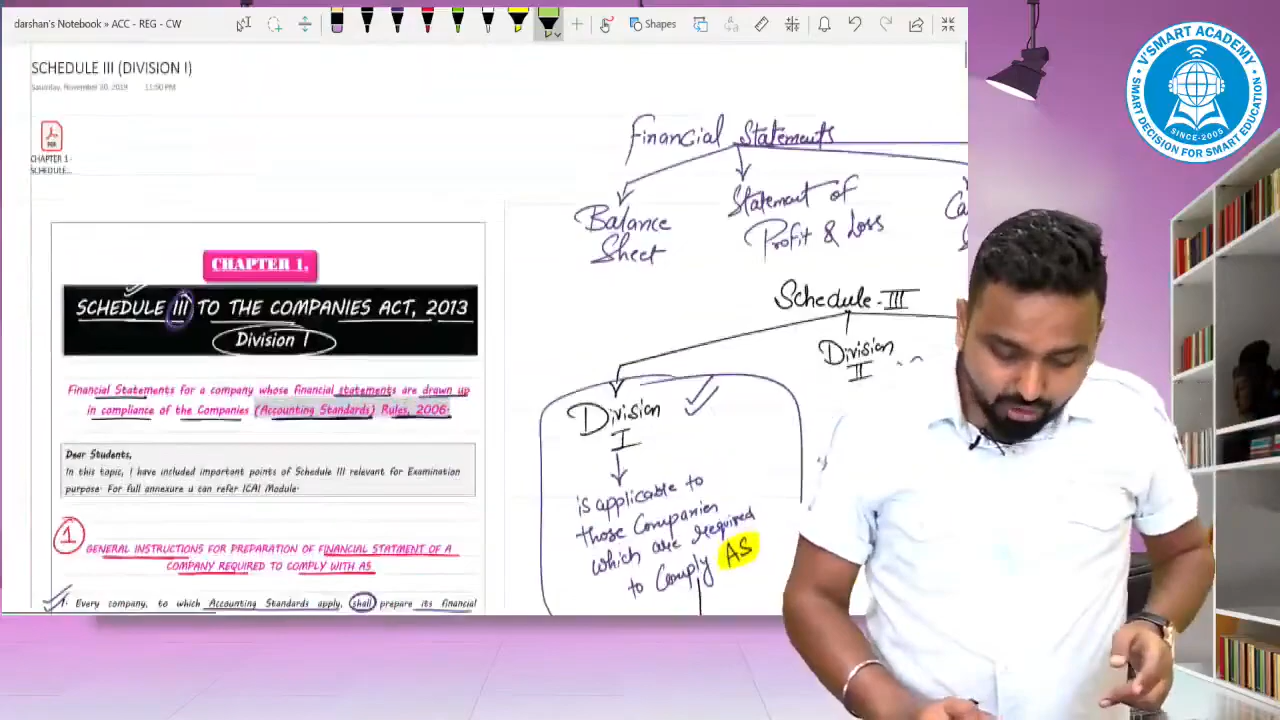 darshan's Notebook » ACC - REG - CW
Shapes
SCHEDULE III (DIVISION I)
Saturday, November 30, 2019 11:50 PM
PDF
CHAPTER 1-
SCHEDULE...
CHAPTER 1.
SCHEDULE III TO THE COMPANIES ACT, 2013
Division I
Financial Statements for a company whose financial statements are drawn up
in compliance of the Companies (Accounting Standards) Rules, 2006.
Dear Students,
In this topic, I have included important points of Schedule III relevant for Examination
purpose. For full annexure u can refer ICAI Module.
1
GENERAL INSTRUCTIONS FOR PREPARATION OF FINANCIAL STATMENT OF A
COMPANY REQUIRED TO COMPLY WITH AS
1. Every company, to which Accounting Standards apply, shall prepare its financial
Financial Statements
Balance
Sheet
Statement of
Profit & Loss
Schedule - III
Division
I
Division
II
is applicable to
those Companies
which are required
to Comply AS
V'SMART ACADEMY
SINCE-2005
SMART DECISION FOR SMART EDUCATION